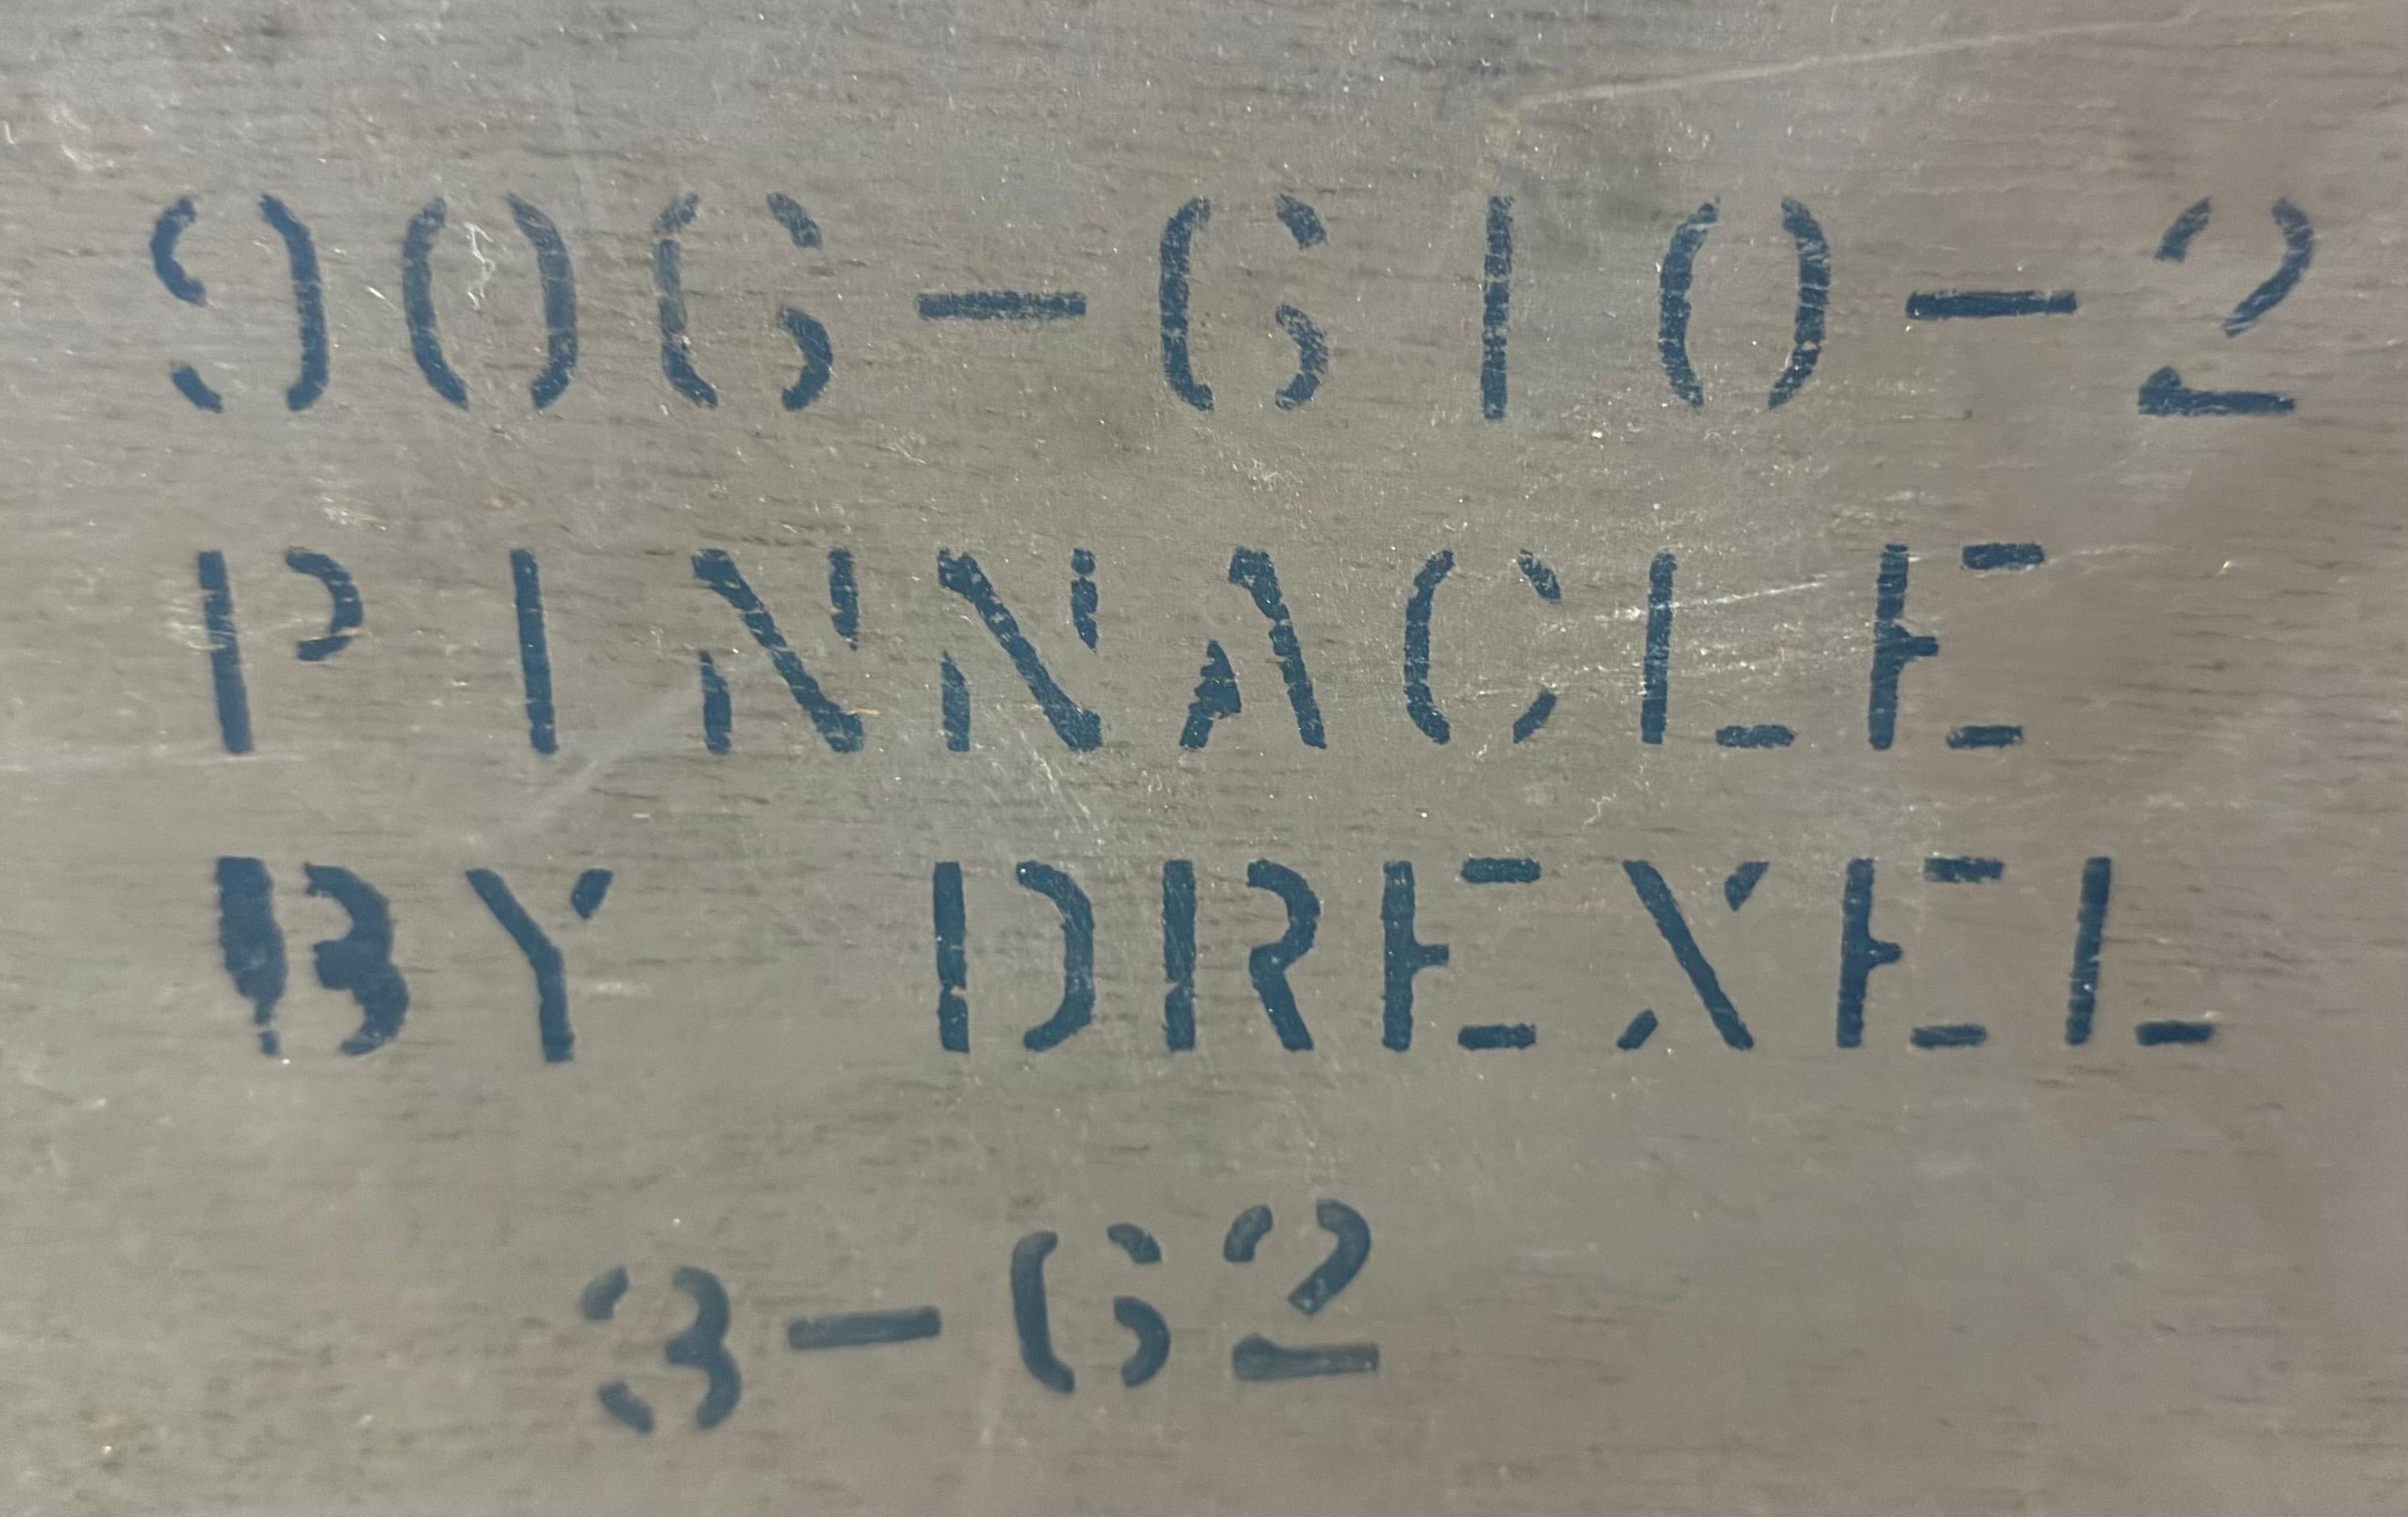 906-610-2
PINNACLE
BY DREXEL
3-62